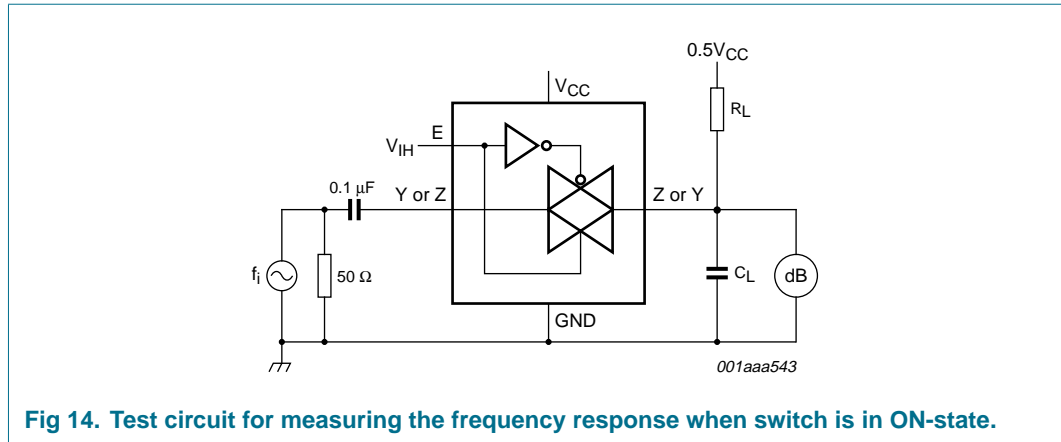 0.5VCC
VCC
RL
E
VIH
0.1 μF
Y or Z
Z or Y
fi
50 Ω
CL
dB
GND
001aaa543
Fig 14. Test circuit for measuring the frequency response when switch is in ON-state.